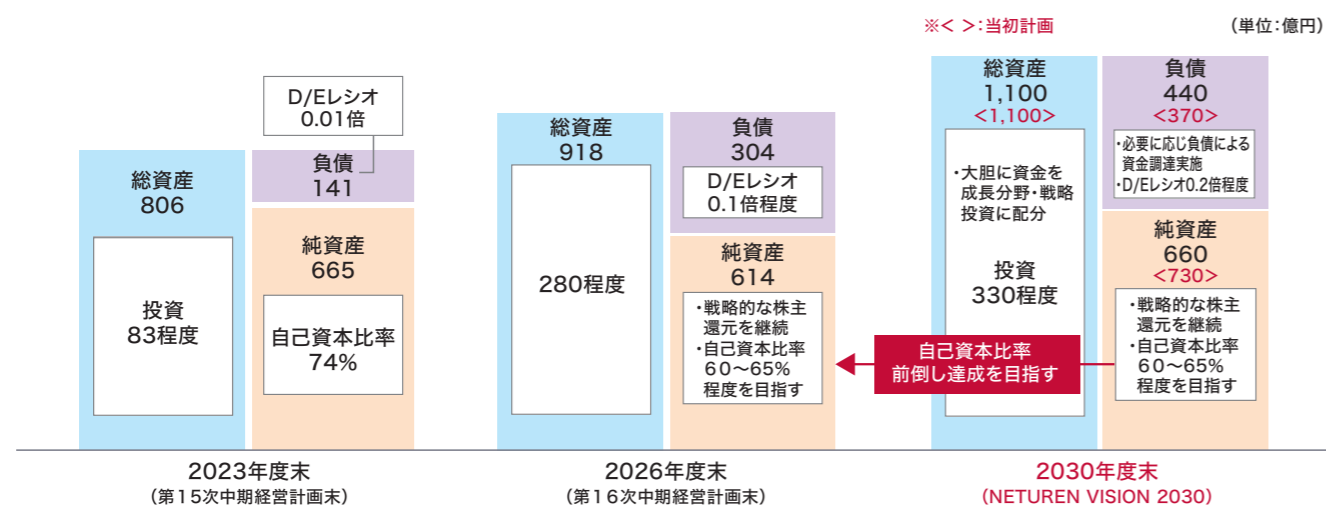 ※＜ ＞：当初計画
（単位：億円）
総資産
806
投資
83程度
D/Eレシオ
0.01倍
負債
141
純資産
665
自己資本比率
74%
2023年度末
（第15次中期経営計画末）
総資産
918
280程度
負債
304
D/Eレシオ
0.1倍程度
純資産
614
・戦略的な株主
還元を継続
・自己資本比率
60～65%
程度を目指す
2026年度末
（第16次中期経営計画末）
総資産
1,100
<1,100>
・大胆に資金を
成長分野・戦略
投資に配分
投資
330程度
自己資本比率
前倒し達成を目指す
負債
440
<370>
・必要に応じ負債による
資金調達実施
・D/Eレシオ0.2倍程度
純資産
660
<730>
・戦略的な株主
還元を継続
・自己資本比率
60～65%
程度を目指す
2030年度末
（NETUREN VISION 2030）